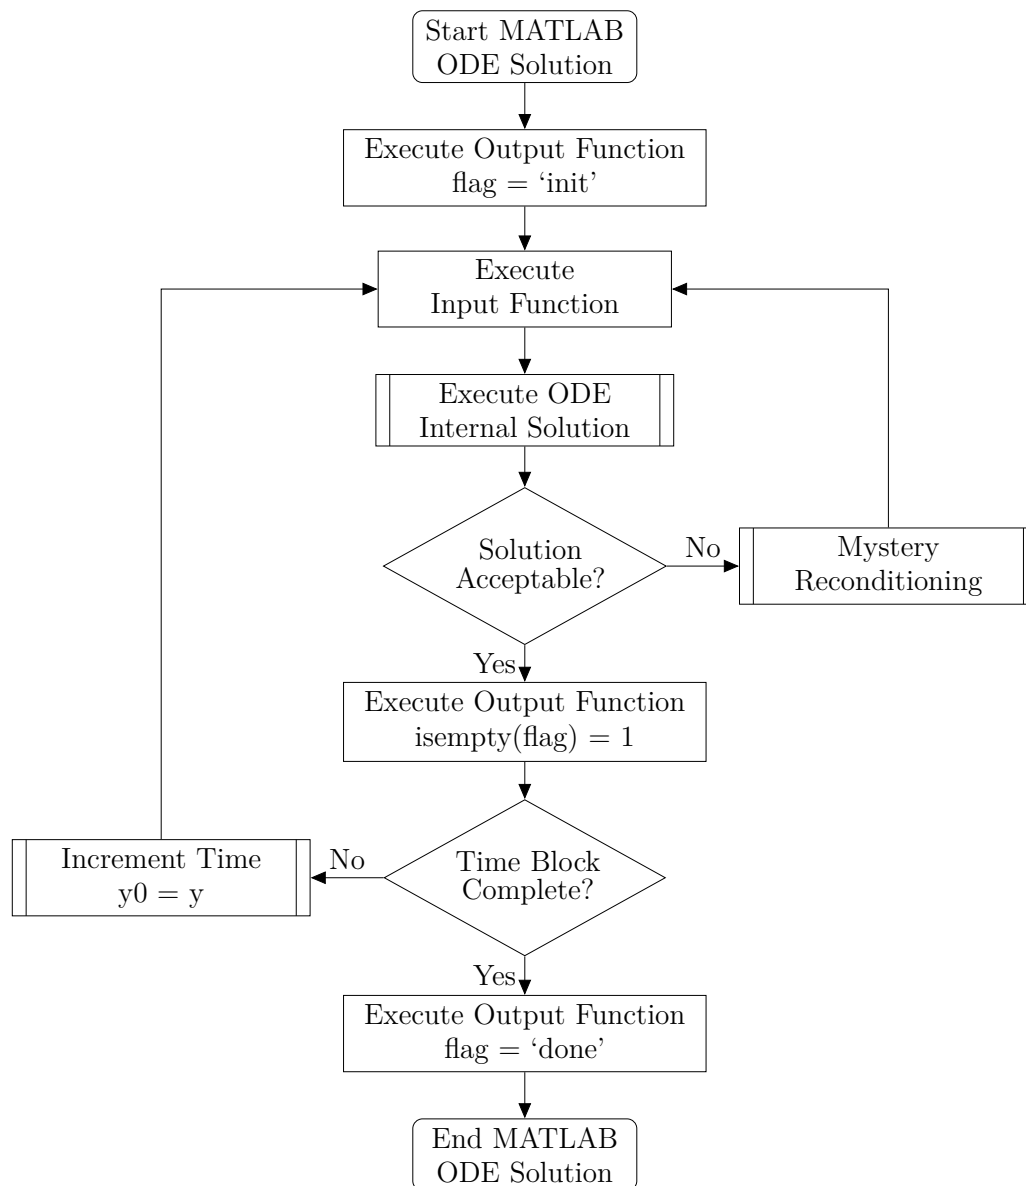 Start MATLAB
ODE Solution
Execute Output Function
flag = ‘init’
Execute
Input Function
Execute ODE
Internal Solution
Solution
Acceptable?
No
Mystery
Reconditioning
Yes
Execute Output Function
isempty(flag) = 1
Time Block
Complete?
No
Increment Time
y0 = y
Yes
Execute Output Function
flag = ‘done’
End MATLAB
ODE Solution